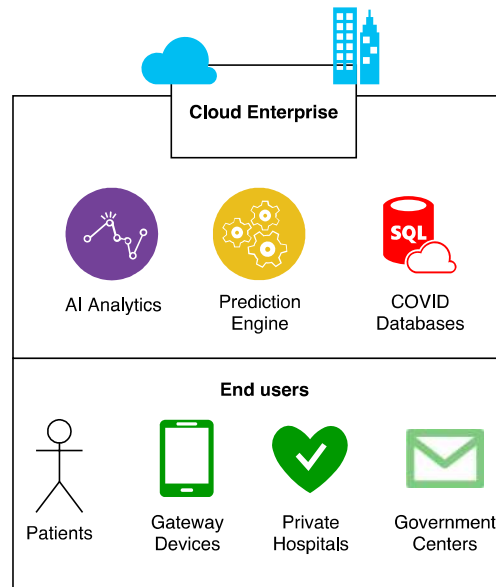 Cloud Enterprise
SQL
AI Analytics
Prediction
Engine
COVID
Databases
End users
Patients
Gateway
Devices
Private
Hospitals
Government
Centers